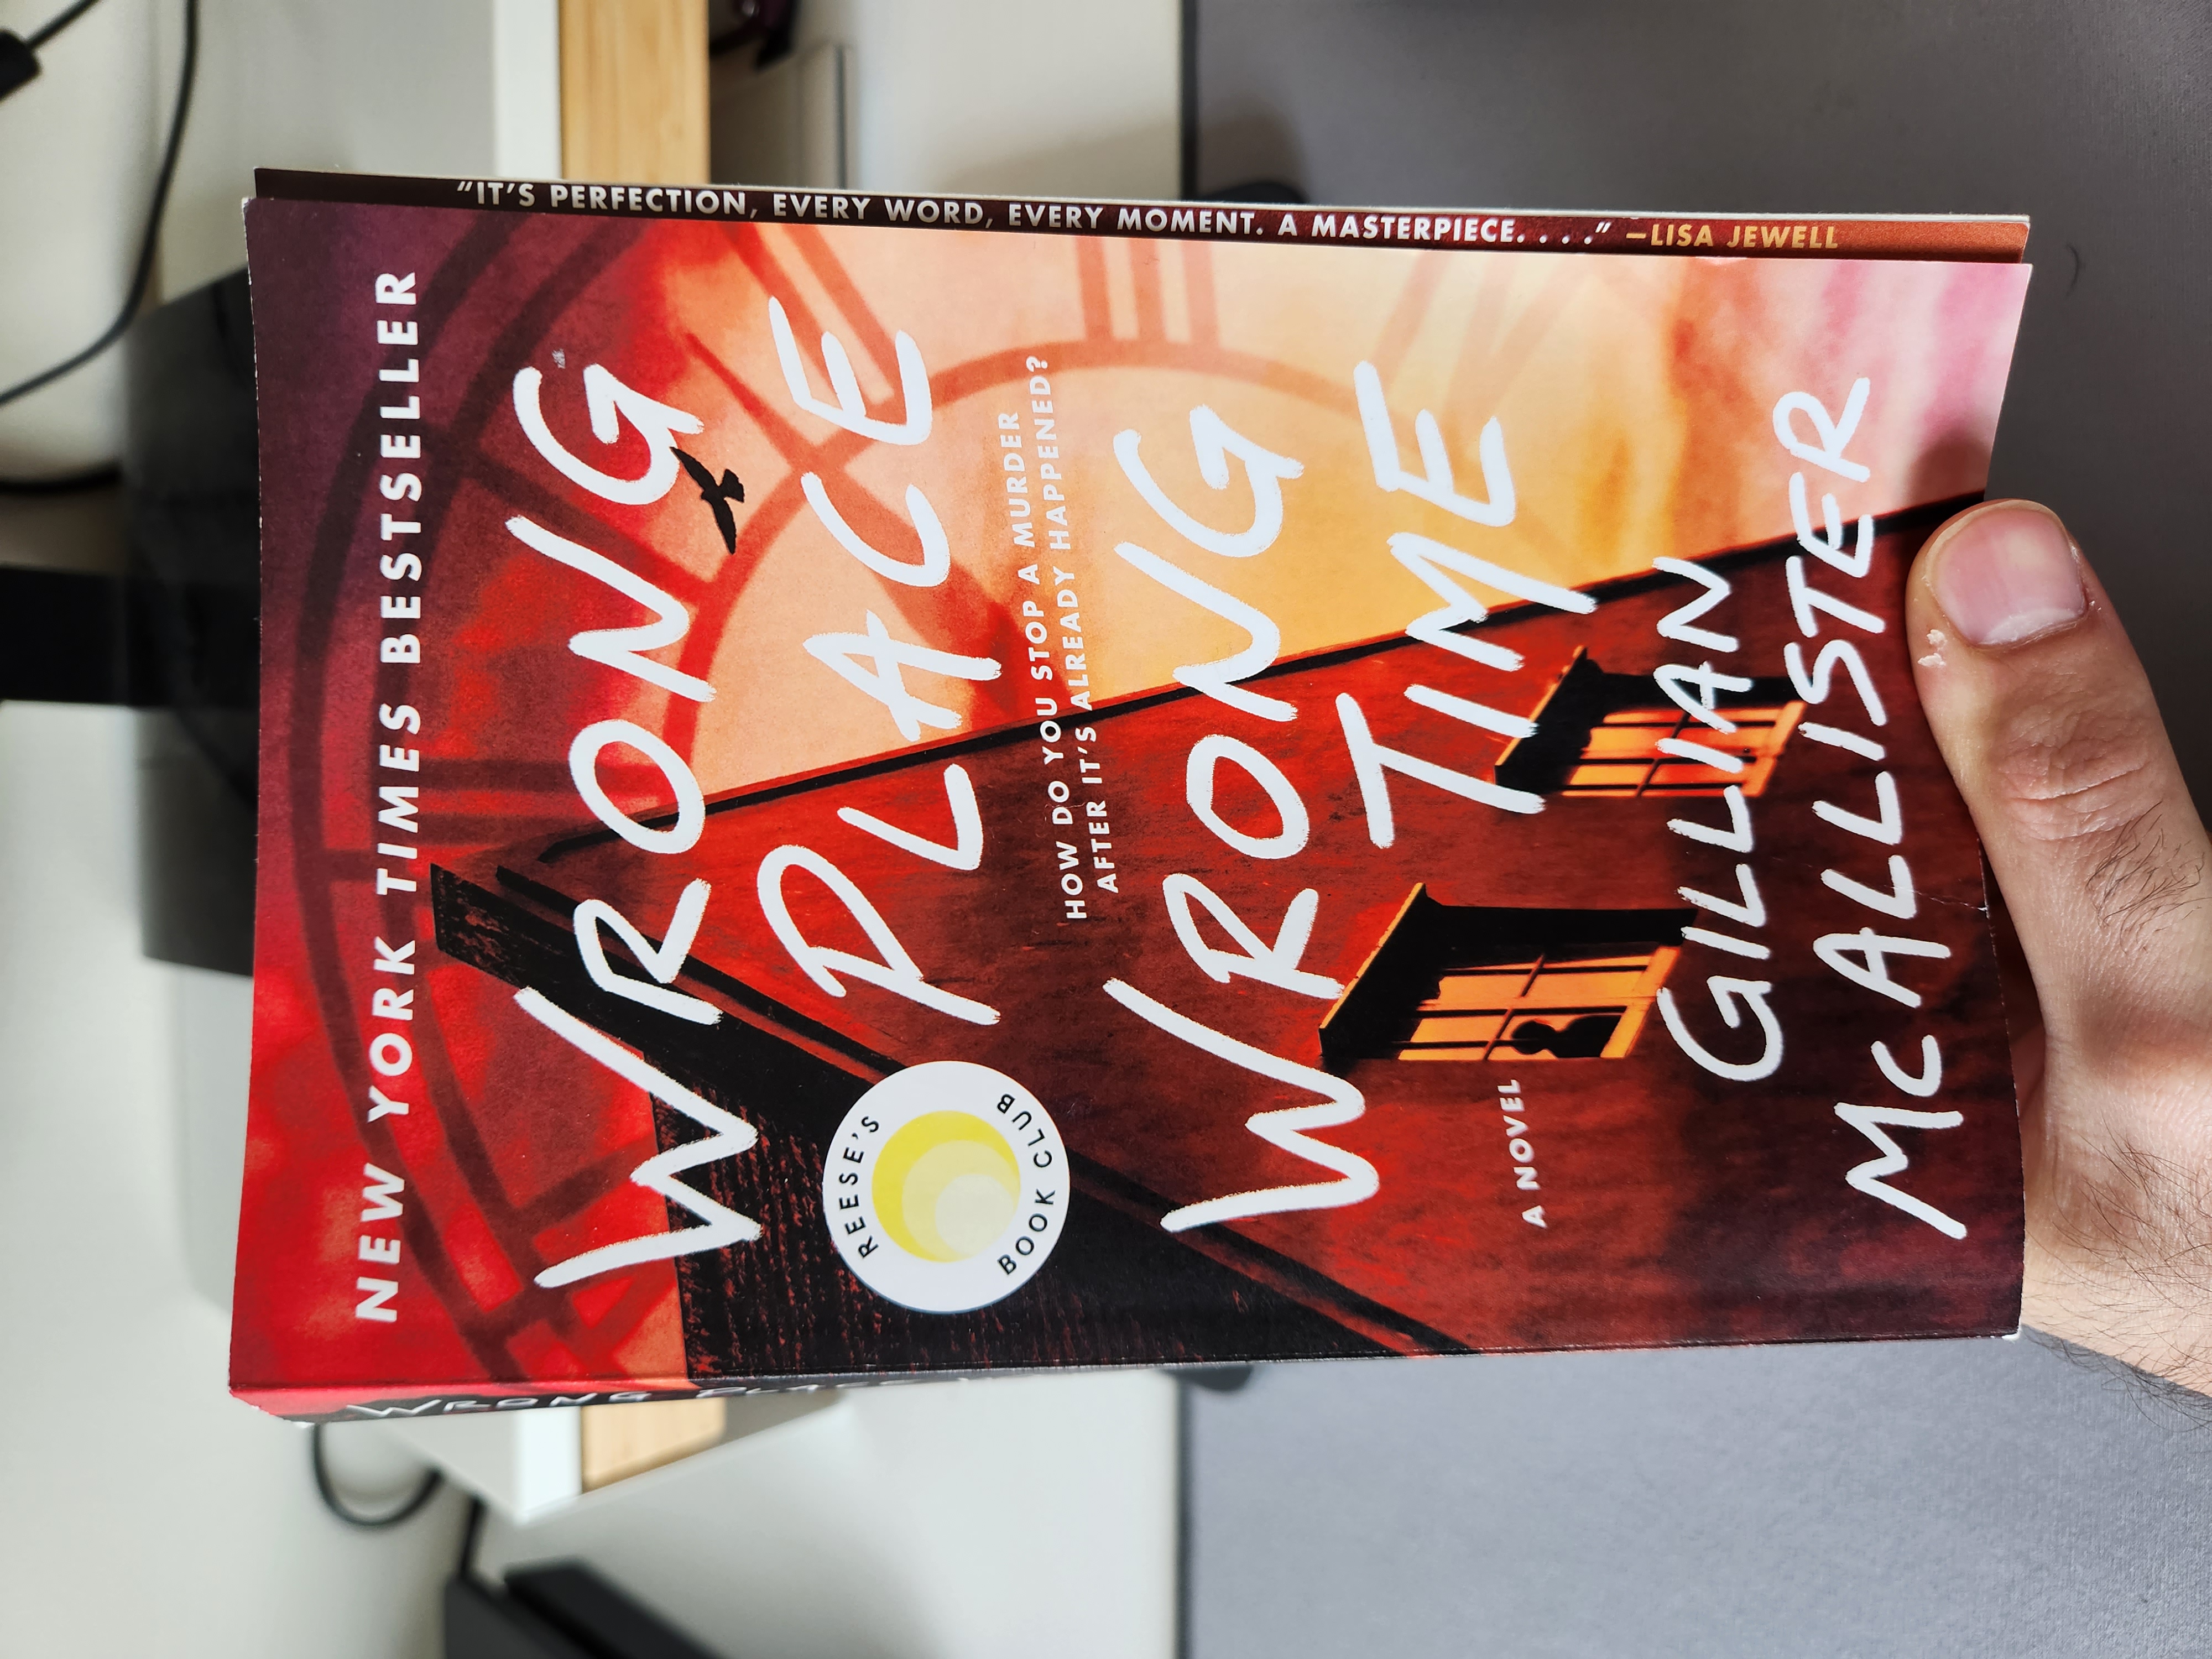 NEW YORK TIMES BESTSELLER
WRONG
PLACE
REESE'S
BOOK CLUB
HOW DO YOU STOP A MURDER
AFTER IT'S ALREADY HAPPENED?
WRONG
TIME
A NOVEL
GILLIAN
McALLISTER
"IT'S PERFECTION, EVERY WORD, EVERY MOMENT. A MASTERPIECE. . . ." —LISA JEWELL
WRONG